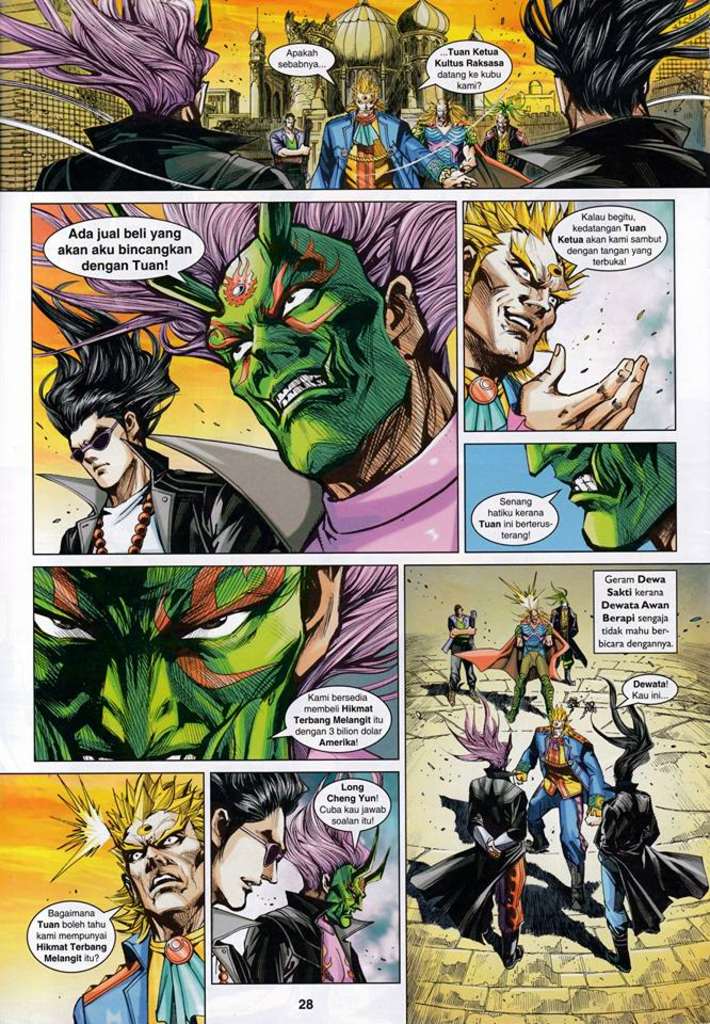 Apakah
sebabnya...
...Tuan Ketua
Kultus Raksasa
datang ke kubu
kami?
Ada jual beli yang
akan aku bincangkan
dengan Tuan!
Kalau begitu,
kedatangan Tuan
Ketua akan kami sambut
dengan tangan yang
terbuka!
Senang
hatiku kerana
Tuan ini berterus-
terang!
Kami bersedia
membeli Hikmat
Terbang Melangit itu
dengan 3 bilion dolar
Amerika!
Geram Dewa
Sakti kerana
Dewata Awan
Berapi sengaja
tidak mahu ber-
bicara dengannya.
Dewata!
Kau ini...
Bagaimana
Tuan boleh tahu
kami mempunyai
Hikmat Terbang
Melangit itu?
Long
Cheng Yun!
Cuba kau jawab
soalan itu!
28